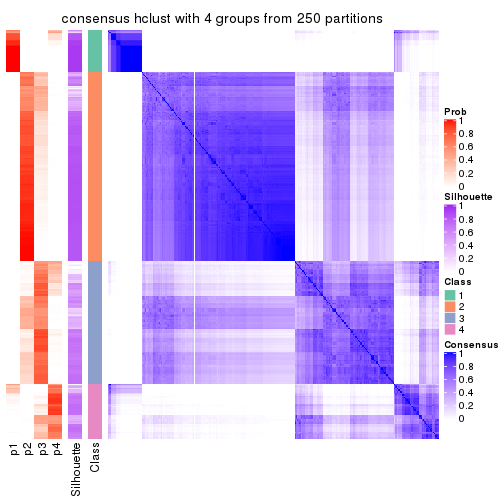 consensus hclust with 4 groups from 250 partitions
Prob
1
0.8
0.6
0.4
0.2
0
Silhouette
1
0.8
0.6
0.4
0.2
0
Class
1
2
3
4
Consensus
1
0.8
0.6
0.4
0.2
0
p1
p2
p3
p4
Silhouette
Class